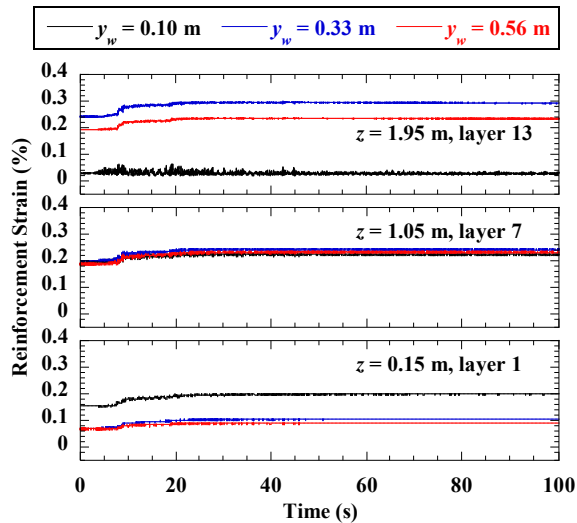 y_w = 0.10 m y_w = 0.33 m y_w = 0.56 m
Reinforcement Strain (%)
0.4
0.3
0.2
0.1
0
z = 1.95 m, layer 13
0.4
0.3
0.2
0.1
0
z = 1.05 m, layer 7
0.4
0.3
0.2
0.1
0
z = 0.15 m, layer 1
0 20 40 60 80 100
Time (s)